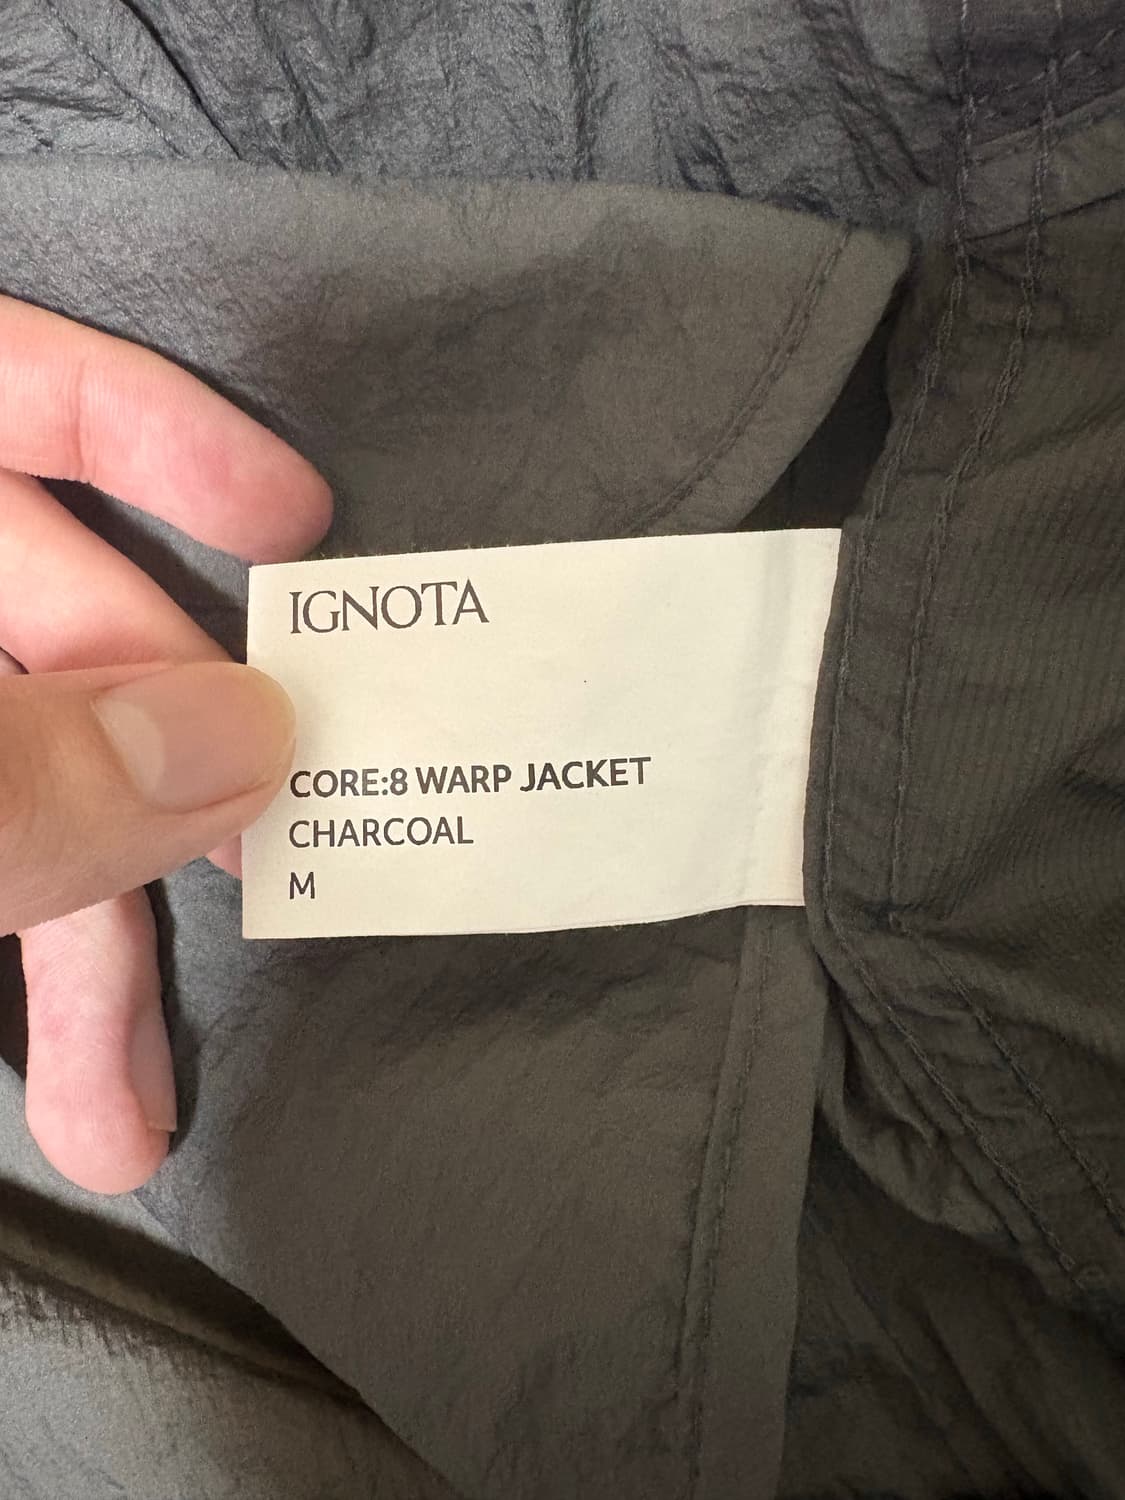 IGNOTA
CORE:8 WARP JACKET
CHARCOAL
M